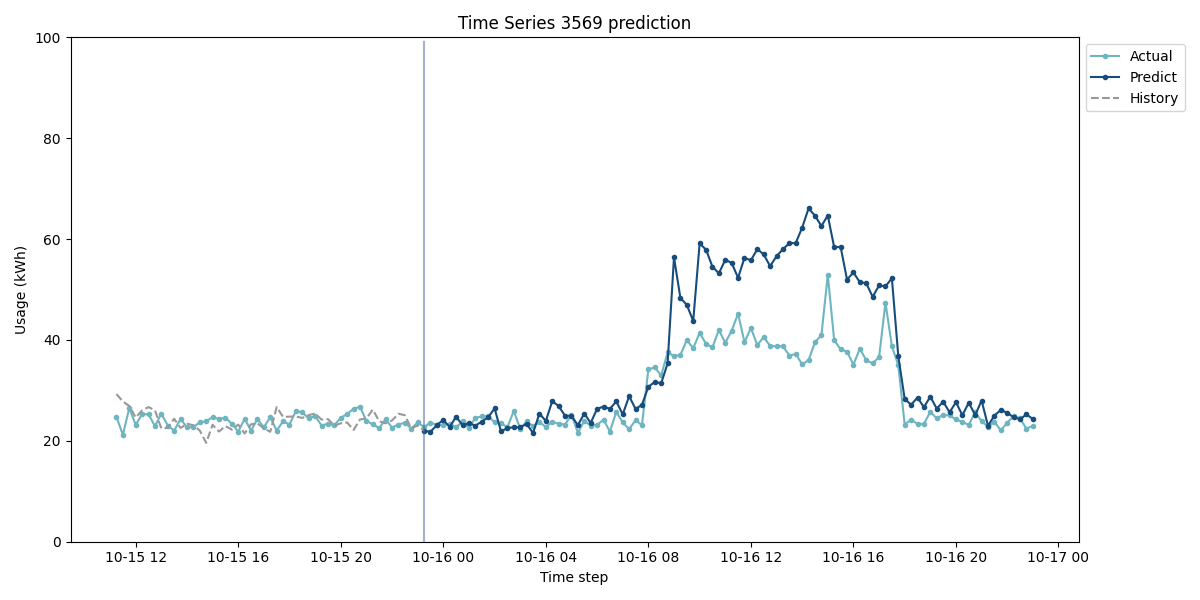 Time Series 3569 prediction
Usage (kWh)
100
80
60
40
20
0
10-15 12
10-15 16
10-15 20
10-16 00
10-16 04
10-16 08
10-16 12
10-16 16
10-16 20
10-17 00
Time step
Actual
Predict
History